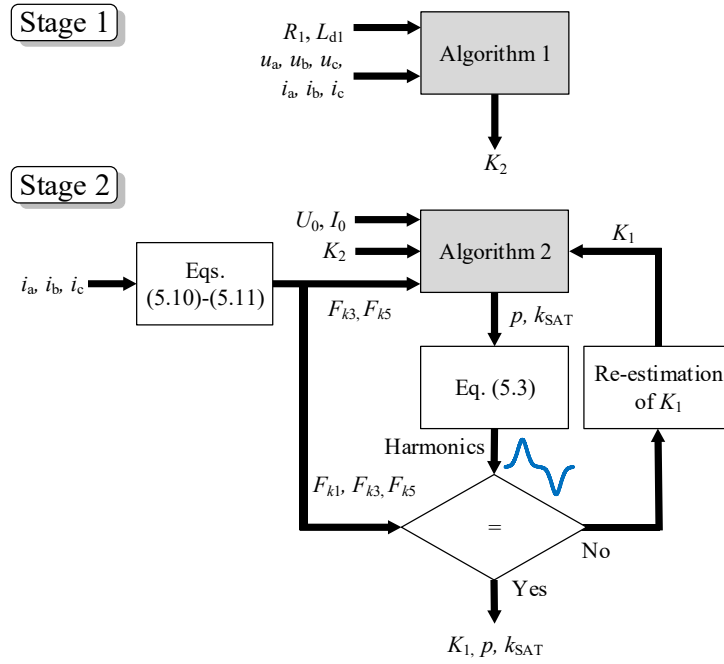 Stage 1
R1, Ld1
ua, ub, uc,
ia, ib, ic
Algorithm 1
K2
Stage 2
U0, I0
K2
Algorithm 2
K1
ia, ib, ic
Eqs.
(5.10)-(5.11)
Fk3, Fk5
p, kSAT
Eq. (5.3)
Re-estimation
of K1
Harmonics
Fk1, Fk3, Fk5
=
No
Yes
K1, p, kSAT